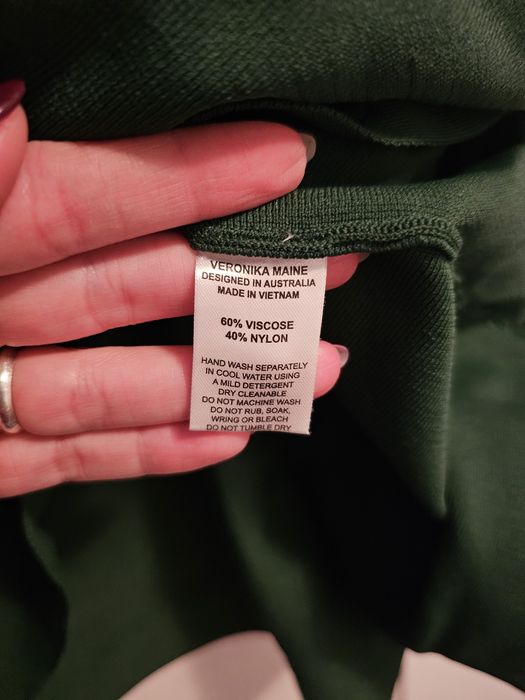 VERONIKA MAINE
DESIGNED IN AUSTRALIA
MADE IN VIETNAM
60% VISCOSE
40% NYLON
HAND WASH SEPARATELY
IN COOL WATER USING
A MILD DETERGENT
DRY CLEANABLE
DO NOT MACHINE WASH
DO NOT RUB, SOAK,
WRING OR BLEACH
DO NOT TUMBLE DRY